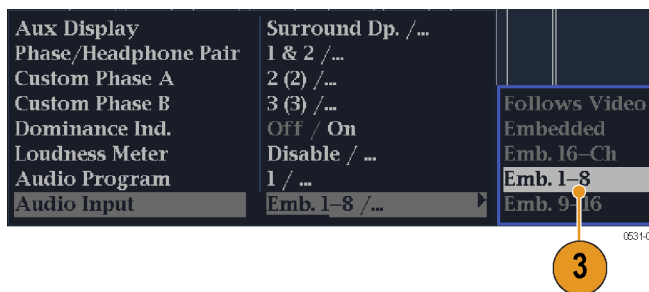 Aux Display Surround Dp. /...
Phase/Headphone Pair 1 & 2 /...
Custom Phase A 2 (2) /...
Custom Phase B 3 (3) /...
Dominance Ind. Off / On
Loudness Meter Disable / ...
Audio Program 1 / ...
Audio Input Emb. 1–8 /...
Follows Video
Embedded
Emb. 16–Ch
Emb. 1–8
Emb. 9–16
0531-0
3